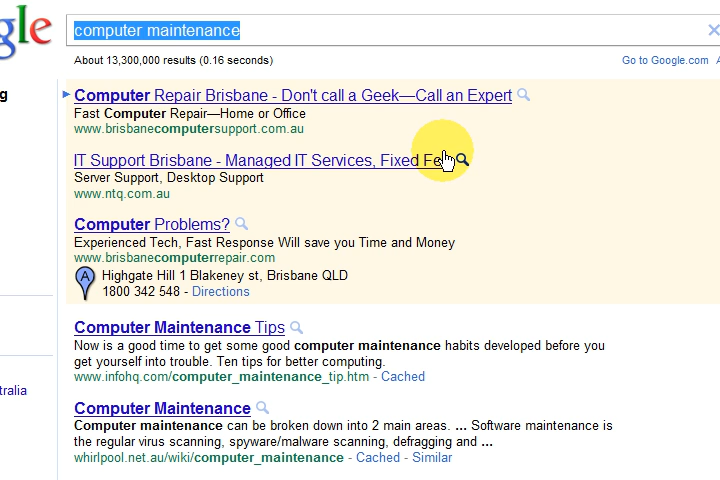 gle
computer maintenance
About 13,300,000 results (0.16 seconds)
Go to Google.com
g
Computer Repair Brisbane - Don't call a Geek—Call an Expert
Fast Computer Repair—Home or Office
www.brisbanecomputersupport.com.au
IT Support Brisbane - Managed IT Services, Fixed
Server Support, Desktop Support
www.ntq.com.au
Computer Problems?
Experienced Tech, Fast Response Will save you Time and Money
www.brisbanecomputerrepair.com
A
Highgate Hill 1 Blakeney st, Brisbane QLD
1800 342 548 - Directions
Computer Maintenance Tips
Now is a good time to get some good computer maintenance habits developed before you
get yourself into trouble. Ten tips for better computing.
www.infohq.com/computer_maintenance_tip.htm - Cached
tralia
Computer Maintenance
Computer maintenance can be broken down into 2 main areas. ... Software maintenance is
the regular virus scanning, spyware/malware scanning, defragging and ...
whirlpool.net.au/wiki/computer_maintenance - Cached - Similar